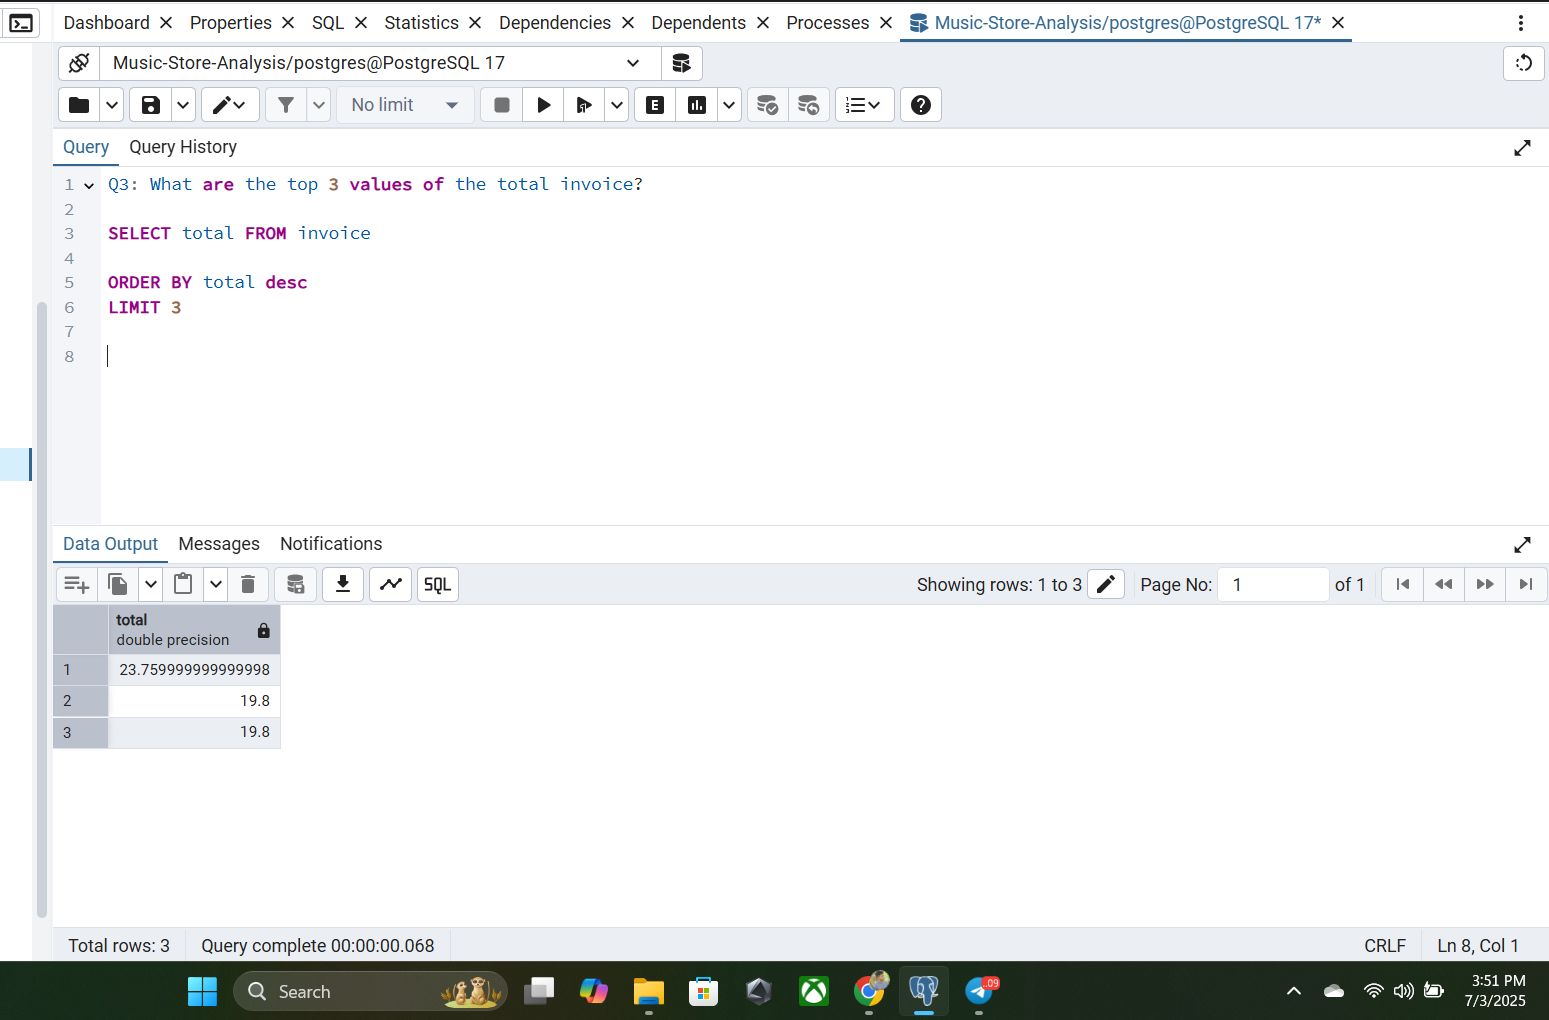 Dashboard Properties SQL Statistics Dependencies Dependents Processes Music-Store-Analysis/postgres@PostgreSQL 17*
Music-Store-Analysis/postgres@PostgreSQL 17
No limit
E
Query Query History
1 Q3: What are the top 3 values of the total invoice?
2
3 SELECT total FROM invoice
4
5 ORDER BY total desc
6 LIMIT 3
7
8
Data Output Messages Notifications
SQL Showing rows: 1 to 3 Page No: 1 of 1
total
double precision
1 23.759999999999998
2 19.8
3 19.8
Total rows: 3 Query complete 00:00:00.068 CRLF Ln 8, Col 1
Search
..09
3:51 PM
7/3/2025